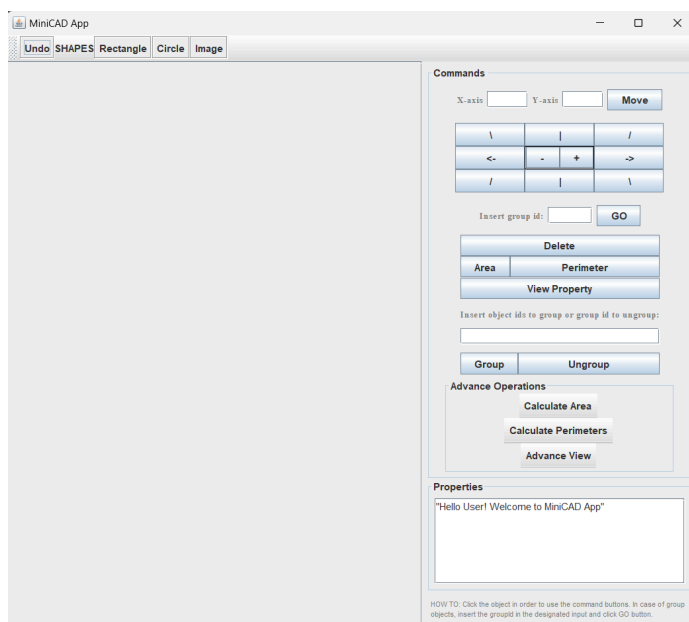 MiniCAD App
Undo SHAPES Rectangle Circle Image
Commands
X-axis Y-axis Move
\ | /
<- - + ->
/ | \
Insert group id: GO
Delete
Area Perimeter
View Property
Insert object ids to group or group id to ungroup:
Group Ungroup
Advance Operations
Calculate Area
Calculate Perimeters
Advance View
Properties
"Hello User! Welcome to MiniCAD App"
HOW TO: Click the object in order to use the command buttons. In case of group
objects, insert the groupId in the designated input and click GO button.